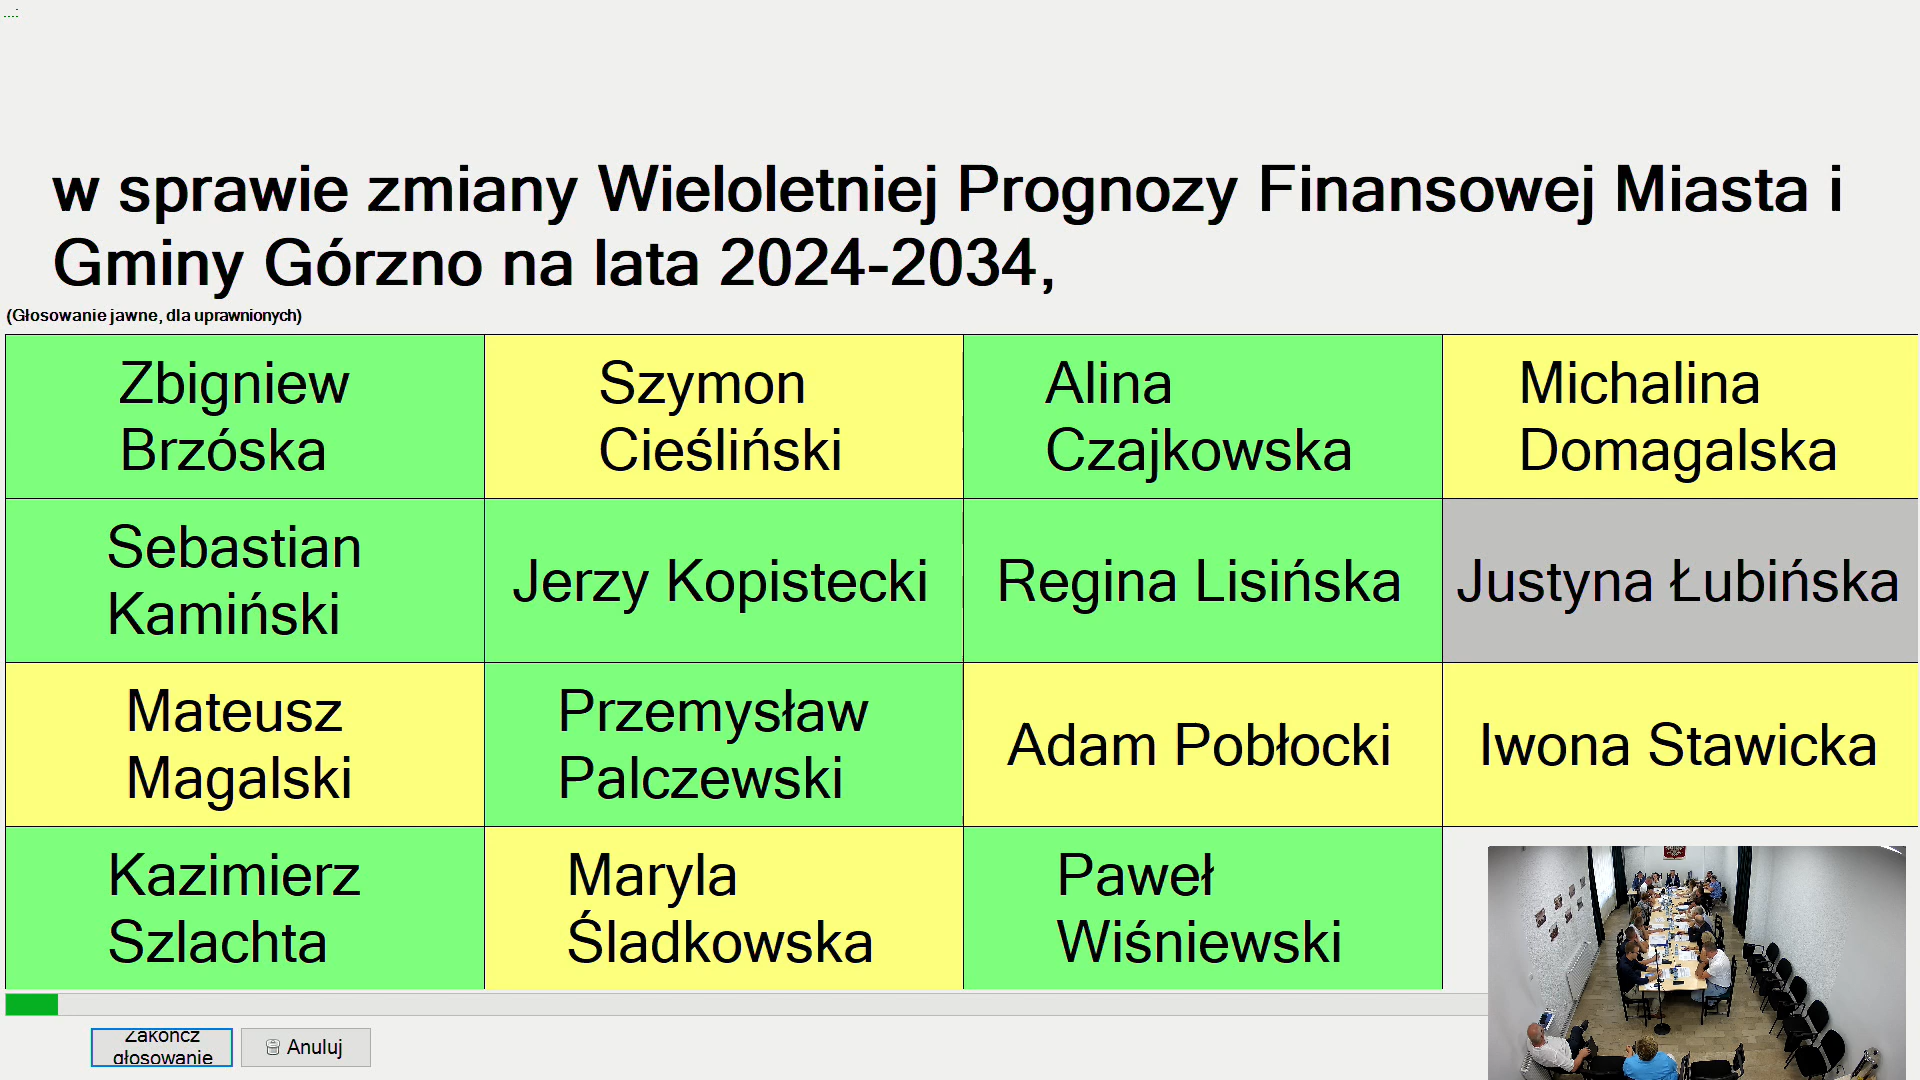 w sprawie zmiany Wieloletniej Prognozy Finansowej Miasta i
Gminy Górzno na lata 2024-2034,
(Głosowanie jawne, dla uprawnionych)
Zbigniew
Brzóska
Szymon
Cieśliński
Alina
Czajkowska
Michalina
Domagalska
Sebastian
Kamiński
Jerzy Kopistecki
Regina Lisińska
Justyna Łubińska
Mateusz
Magalski
Przemysław
Palczewski
Adam Pobłocki
Iwona Stawicka
Kazimierz
Szlachta
Maryla
Śladkowska
Paweł
Wiśniewski
Zakończ
głosowanie
Anuluj